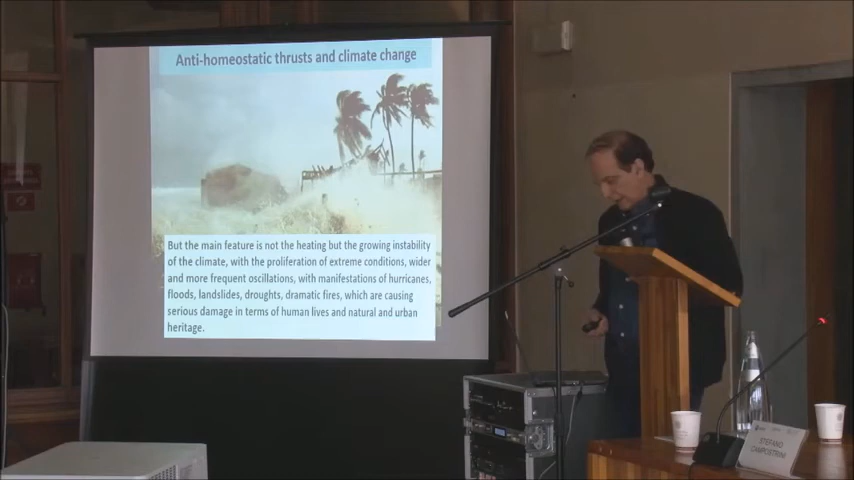 Anti-homeostatic thrusts and climate change
But the main feature is not the heating but the growing instability
of the climate, with the proliferation of extreme conditions, wider
and more frequent oscillations, with manifestations of hurricanes,
floods, landslides, droughts, dramatic fires, which are causing
serious damage in terms of human lives and natural and urban
heritage.
STEFANO
CAMPOSTRINI